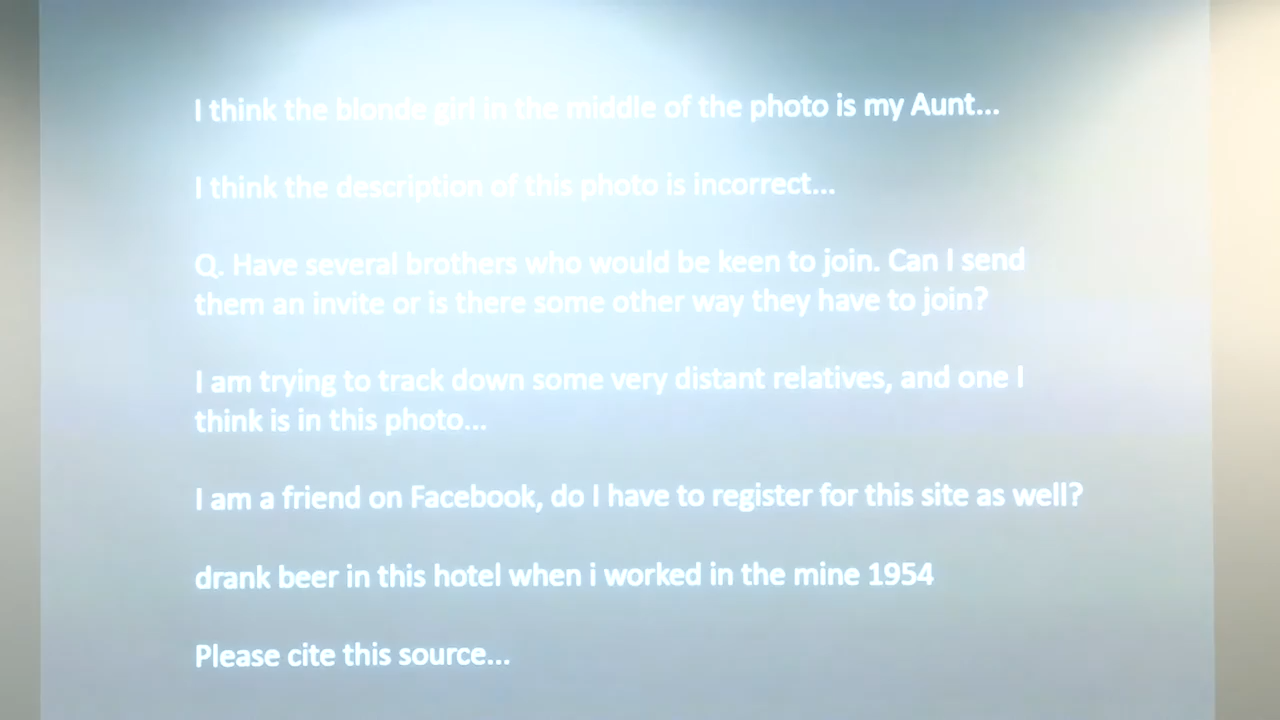 I think the blonde girl in the middle of the photo is my Aunt...
I think the description of this photo is incorrect...
Q. Have several brothers who would be keen to join. Can I send
them an invite or is there some other way they have to join?
I am trying to track down some very distant relatives, and one I
think is in this photo...
I am a friend on Facebook, do I have to register for this site as well?
drank beer in this hotel when i worked in the mine 1954
Please cite this source...